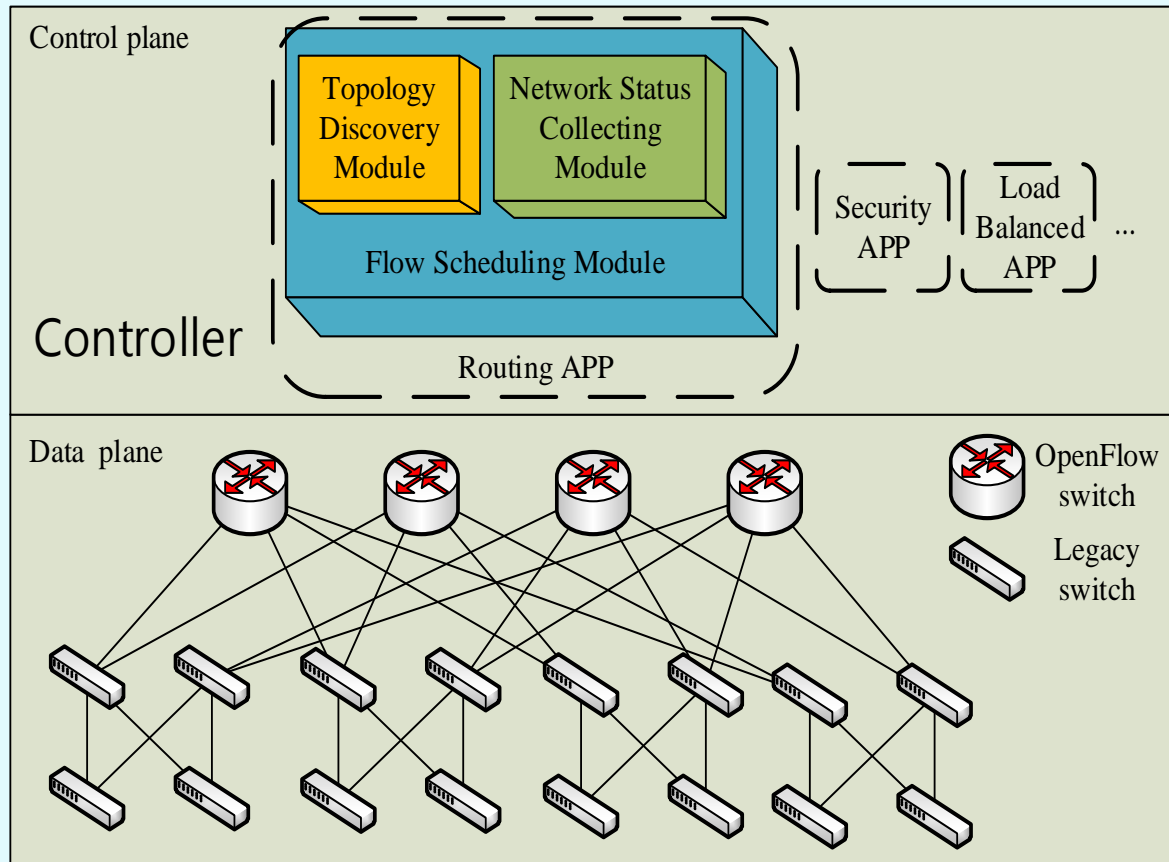 Control plane
Topology
Discovery
Module
Network Status
Collecting
Module
Flow Scheduling Module
Routing APP
Controller
Security
APP
Load
Balanced
APP
...
Data plane
OpenFlow
switch
Legacy
switch